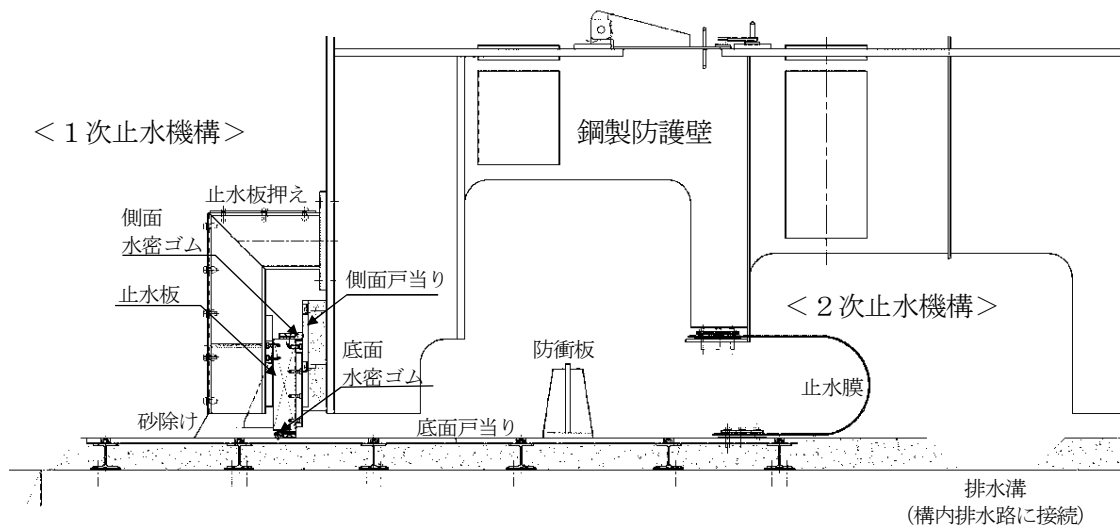 ＜１次止水機構＞
鋼製防護壁
止水板押え
側面
水密ゴム
側面戸当り
止水板
＜２次止水機構＞
底面
水密ゴム
防衝板
止水膜
砂除け
底面戸当り
排水溝
(構内排水路に接続)